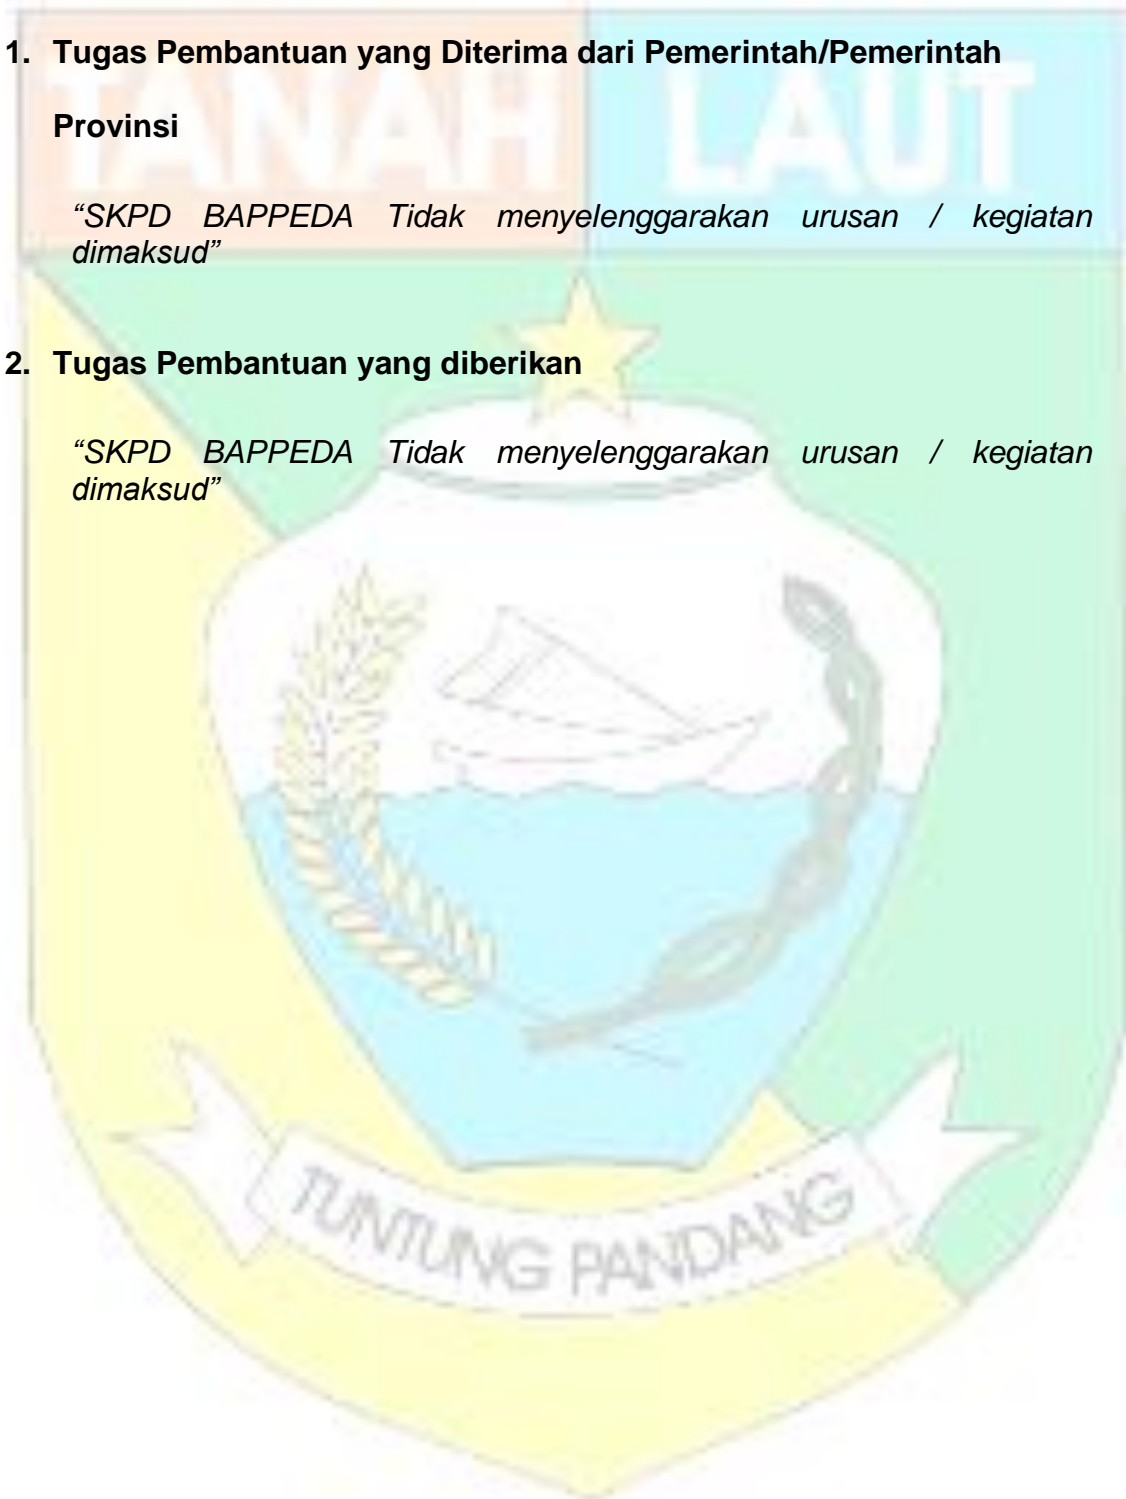 TANAH LAUT
1. Tugas Pembantuan yang Diterima dari Pemerintah/Pemerintah
Provinsi
“SKPD BAPPEDA Tidak menyelenggarakan urusan / kegiatan
dimaksud”
2. Tugas Pembantuan yang diberikan
“SKPD BAPPEDA Tidak menyelenggarakan urusan / kegiatan
dimaksud”
TUNTUNG PANDANG